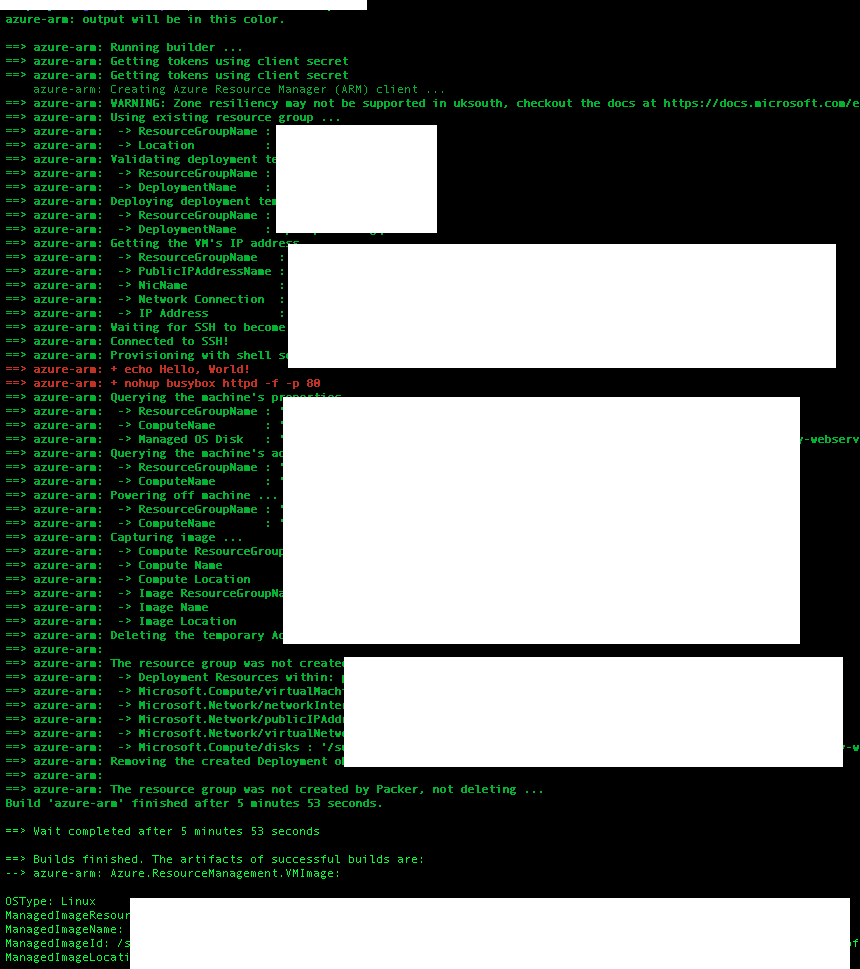 azure-arm: output will be in this color.
==> azure-arm: Running builder ...
==> azure-arm: Getting tokens using client secret
==> azure-arm: Getting tokens using client secret
azure-arm: Creating Azure Resource Manager (ARM) client ...
==> azure-arm: WARNING: Zone resiliency may not be supported in uksouth, checkout the docs at https://docs.microsoft.com/e
==> azure-arm: Using existing resource group ...
==> azure-arm:  -> ResourceGroupName :
==> azure-arm:  -> Location          :
==> azure-arm: Validating deployment te
==> azure-arm:  -> ResourceGroupName :
==> azure-arm:  -> DeploymentName    :
==> azure-arm: Deploying deployment tem
==> azure-arm:  -> ResourceGroupName :
==> azure-arm:  -> DeploymentName    :
==> azure-arm: Getting the VM's IP address
==> azure-arm:  -> ResourceGroupName   :
==> azure-arm:  -> PublicIPAddressName :
==> azure-arm:  -> NicName             :
==> azure-arm:  -> Network Connection  :
==> azure-arm:  -> IP Address          :
==> azure-arm: Waiting for SSH to become
==> azure-arm: Connected to SSH!
==> azure-arm: Provisioning with shell s
==> azure-arm: + echo Hello, World!
==> azure-arm: + nohup busybox httpd -f -p 80
==> azure-arm: Querying the machine's properties
==> azure-arm:  -> ResourceGroupName : '
==> azure-arm:  -> ComputeName       : '
==> azure-arm:  -> Managed OS Disk   : ' y-webserv
==> azure-arm: Querying the machine's ad
==> azure-arm:  -> ResourceGroupName : '
==> azure-arm:  -> ComputeName       : '
==> azure-arm: Powering off machine ...
==> azure-arm:  -> ResourceGroupName : '
==> azure-arm:  -> ComputeName       : '
==> azure-arm: Capturing image ...
==> azure-arm:  -> Compute ResourceGroup
==> azure-arm:  -> Compute Name
==> azure-arm:  -> Compute Location
==> azure-arm:  -> Image ResourceGroupNa
==> azure-arm:  -> Image Name
==> azure-arm:  -> Image Location
==> azure-arm: Deleting the temporary Ad
==> azure-arm:
==> azure-arm: The resource group was not created
==> azure-arm:  -> Deployment Resources within: p
==> azure-arm:  -> Microsoft.Compute/virtualMach
==> azure-arm:  -> Microsoft.Network/networkInter
==> azure-arm:  -> Microsoft.Network/publicIPAdd
==> azure-arm:  -> Microsoft.Network/virtualNetwo
==> azure-arm:  -> Microsoft.Compute/disks : '/su y-w
==> azure-arm: Removing the created Deployment ob
==> azure-arm:
==> azure-arm: The resource group was not created by Packer, not deleting ...
Build 'azure-arm' finished after 5 minutes 53 seconds.
==> Wait completed after 5 minutes 53 seconds
==> Builds finished. The artifacts of successful builds are:
--> azure-arm: Azure.ResourceManagement.VMImage:
OSType: Linux
ManagedImageResour
ManagedImageName:
ManagedImageId: /s of
ManagedImageLocati